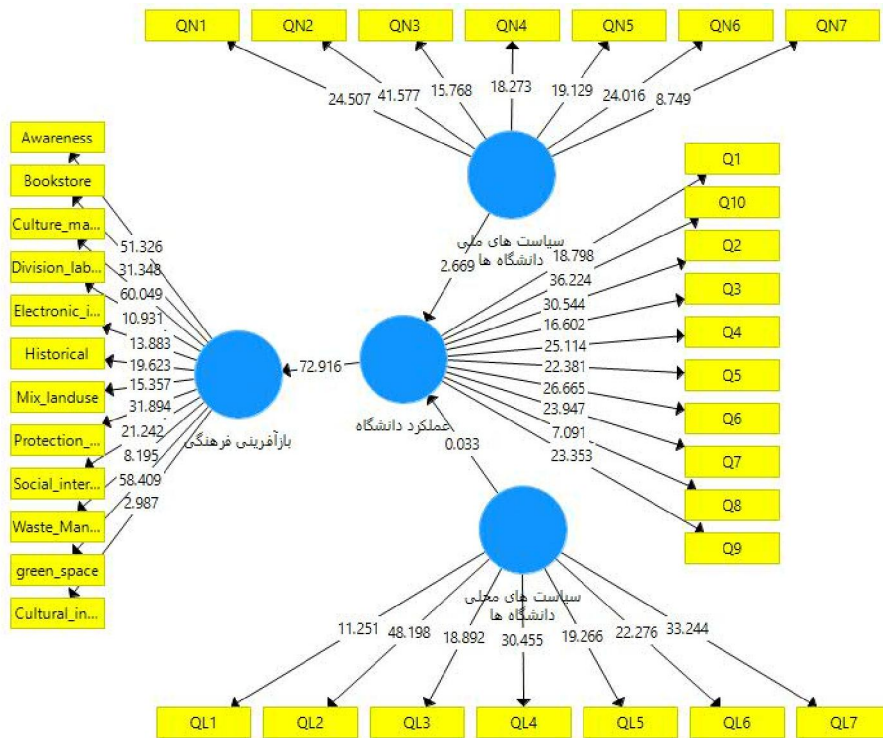 QN1
QN2
QN3
QN4
QN5
QN6
QN7
24.507
41.577
15.768
18.273
19.129
24.016
8.749
Awareness
Bookstore
Culture_ma...
Division_lab...
Electronic_i...
Historical
Mix_landuse
Protection_...
Social_inter...
Waste_Man...
green_space
Cultural_in...
51.326
31.348
60.049
10.931
13.883
19.623
15.357
31.894
21.242
8.195
58.409
2.987
بازآفرینی فرهنگی
72.916
سیاست های ملی
دانشگاه ها
2.669
عملکرد دانشگاه
0.033
سیاست های محلی
دانشگاه ها
18.798
36.224
30.544
16.602
25.114
22.381
26.665
23.947
7.091
23.353
Q1
Q10
Q2
Q3
Q4
Q5
Q6
Q7
Q8
Q9
11.251
48.198
18.892
30.455
19.266
22.276
33.244
QL1
QL2
QL3
QL4
QL5
QL6
QL7